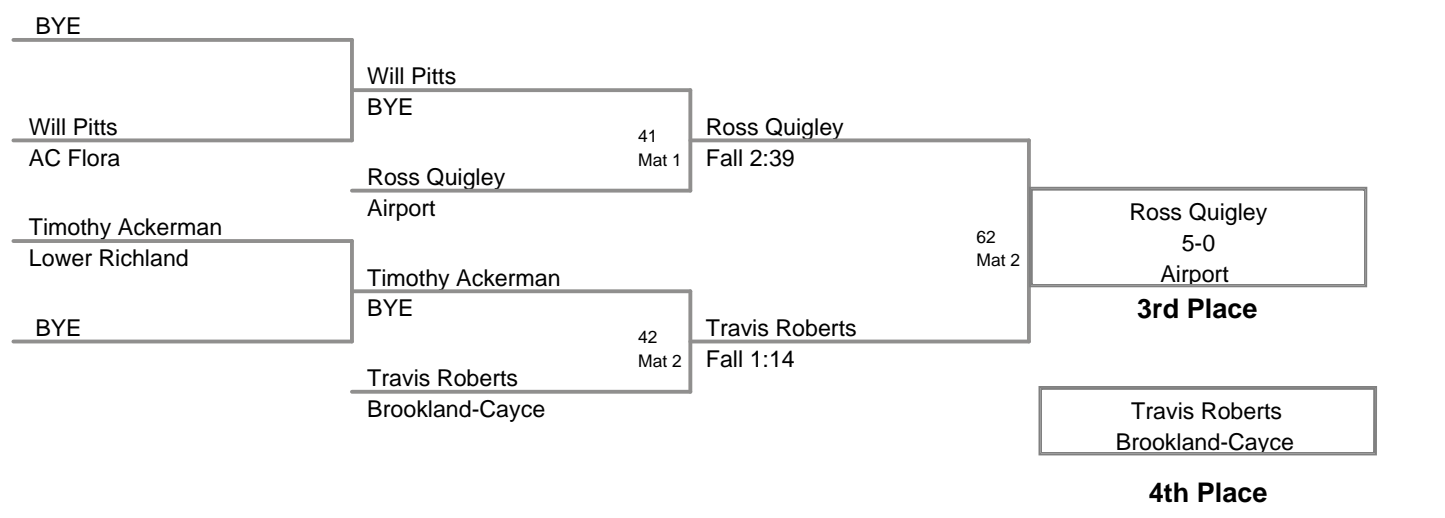 BYE
Will Pitts
AC Flora
Timothy Ackerman
Lower Richland
BYE
Will Pitts
BYE
Ross Quigley
Airport
Timothy Ackerman
BYE
Travis Roberts
Brookland-Cayce
41
Mat 1
42
Mat 2
Ross Quigley
Fall 2:39
Travis Roberts
Fall 1:14
62
Mat 2
Ross Quigley
5-0
Airport
3rd Place
Travis Roberts
Brookland-Cayce
4th Place